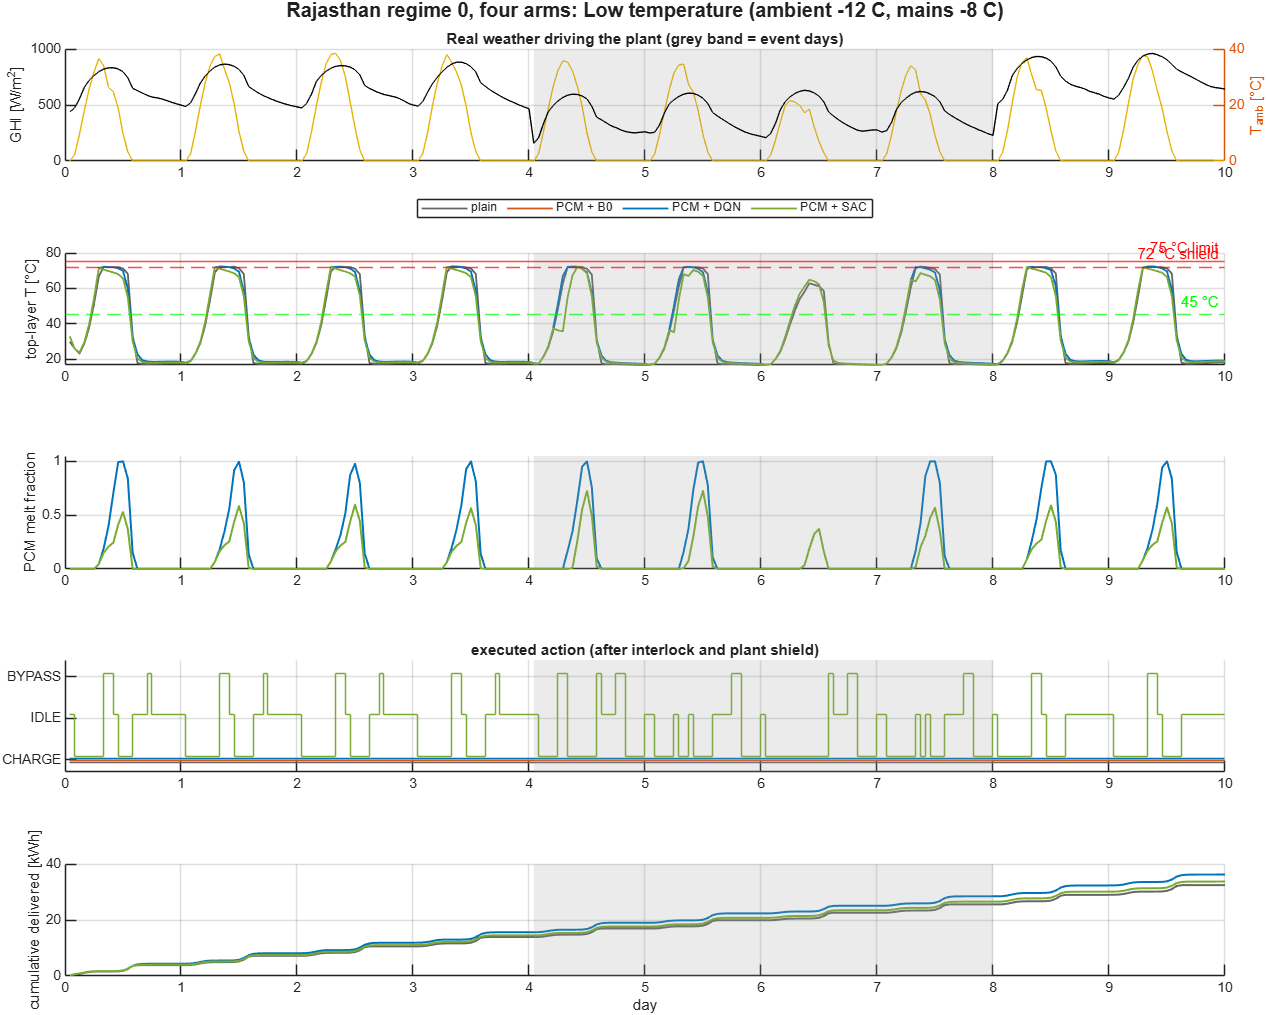 Rajasthan regime 0, four arms: Low temperature (ambient -12 C, mains -8 C)
Real weather driving the plant (grey band = event days)
GHI [W/m2]
1000
500
0
40
20
0
Tamb [°C]
0 1 2 3 4 5 6 7 8 9 10
plain PCM + B0 PCM + DQN PCM + SAC
top-layer T [°C]
80
60
40
20
75 °C limit
72 °C shield
45 °C
0 1 2 3 4 5 6 7 8 9 10
PCM melt fraction
1
0.5
0
0 1 2 3 4 5 6 7 8 9 10
executed action (after interlock and plant shield)
BYPASS
IDLE
CHARGE
0 1 2 3 4 5 6 7 8 9 10
cumulative delivered [kWh]
40
20
0
0 1 2 3 4 5 6 7 8 9 10
day